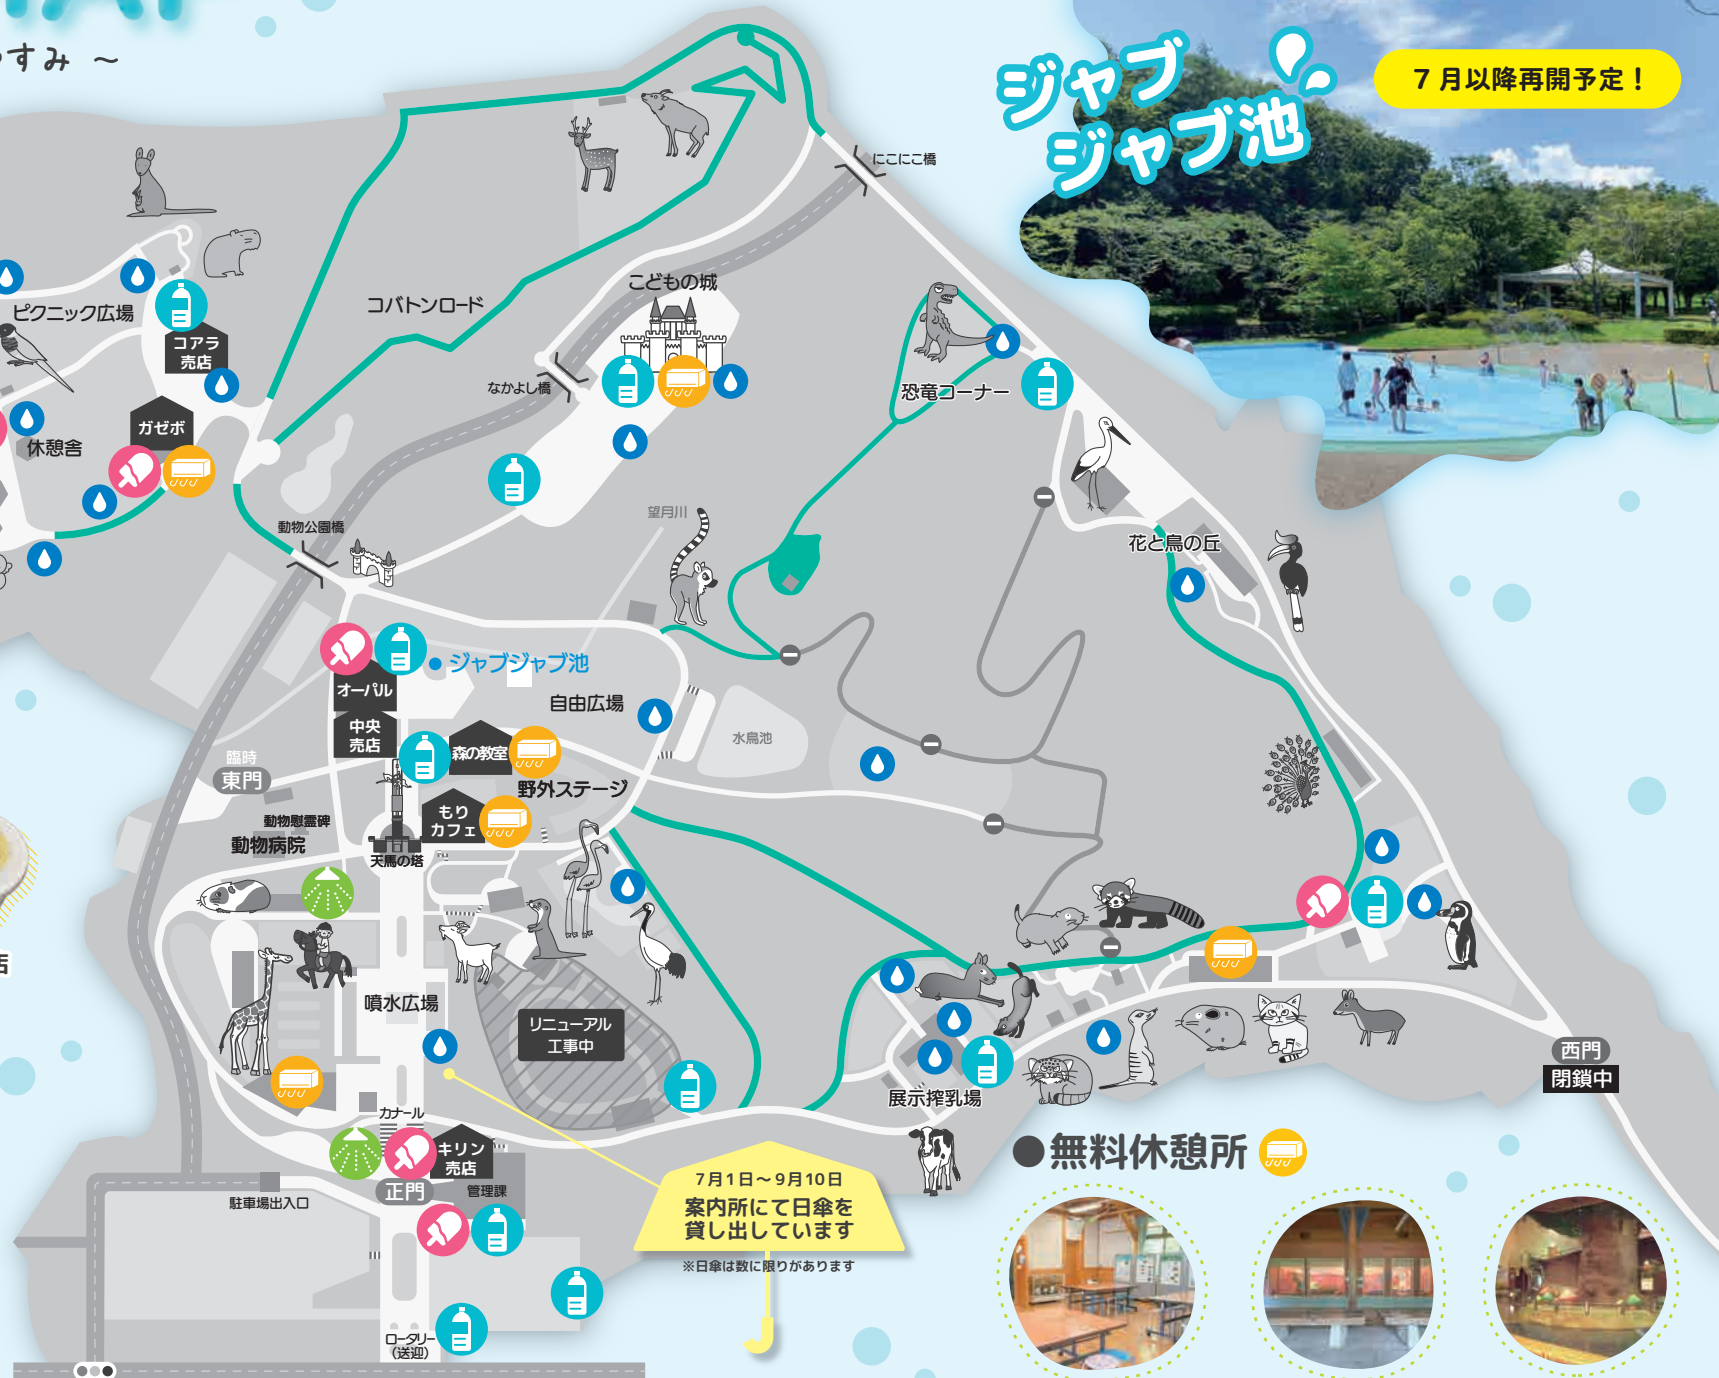 すみ ～
ジャブ
ジャブ池
7月以降再開予定！
にこにこ橋
ピクニック広場
コアラ
売店
コバトンロード
こどもの城
なかよし橋
恐竜コーナー
ガゼボ
休憩舎
望月川
動物公園橋
花と鳥の丘
ジャブジャブ池
オーパル
自由広場
中央
売店
森の教室
水鳥池
臨時
東門
野外ステージ
もり
カフェ
動物慰霊碑
動物病院
天馬の塔
店
噴水広場
リニューアル
工事中
西門
閉鎖中
展示搾乳場
カナール
キリン
売店
正門
管理課
駐車場出入口
7月1日～9月10日
案内所にて日傘を
貸し出しています
※日傘は数に限りがあります
●無料休憩所
ロータリー
（送迎）